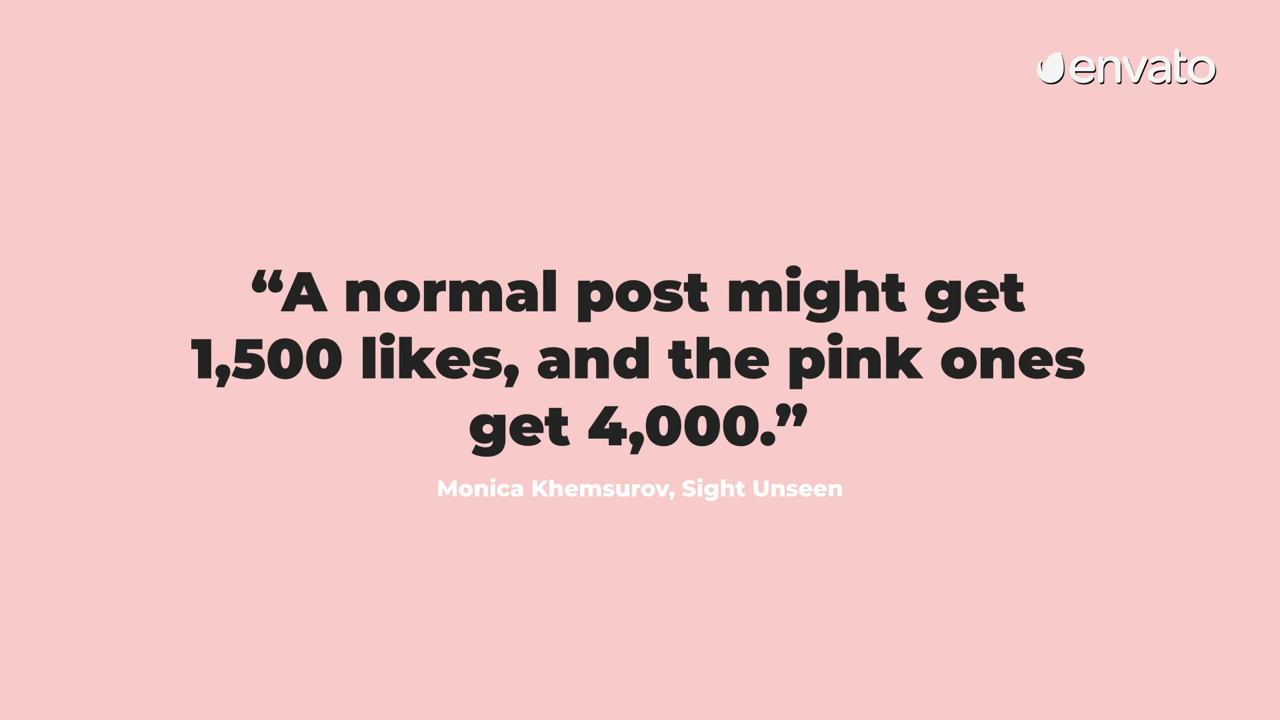 envato
“A normal post might get
1,500 likes, and the pink ones
get 4,000.”
Monica Khemsurov, Sight Unseen